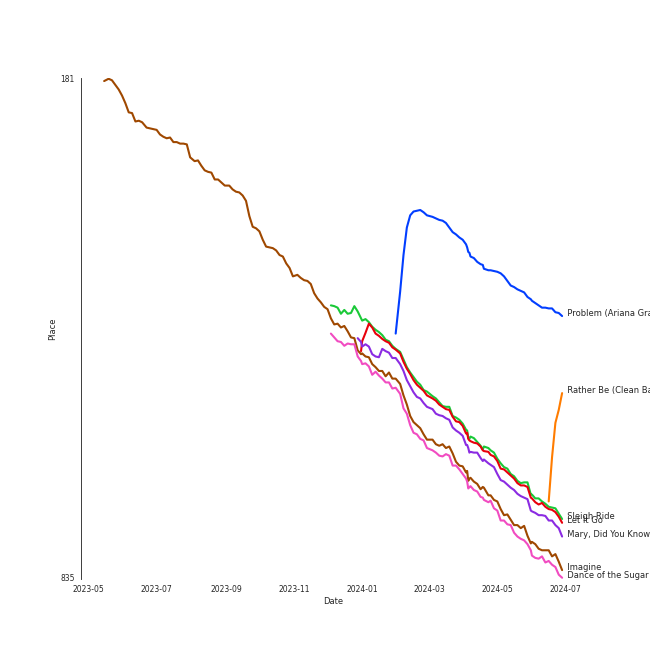 181
Problem (Ariana Gra
Place
Rather Be (Clean Ba
Sleigh Ride
Let It Go
Mary, Did You Know
Imagine
Dance of the Sugar
835
2023-05 2023-07 2023-09 2023-11 2024-01 2024-03 2024-05 2024-07
Date